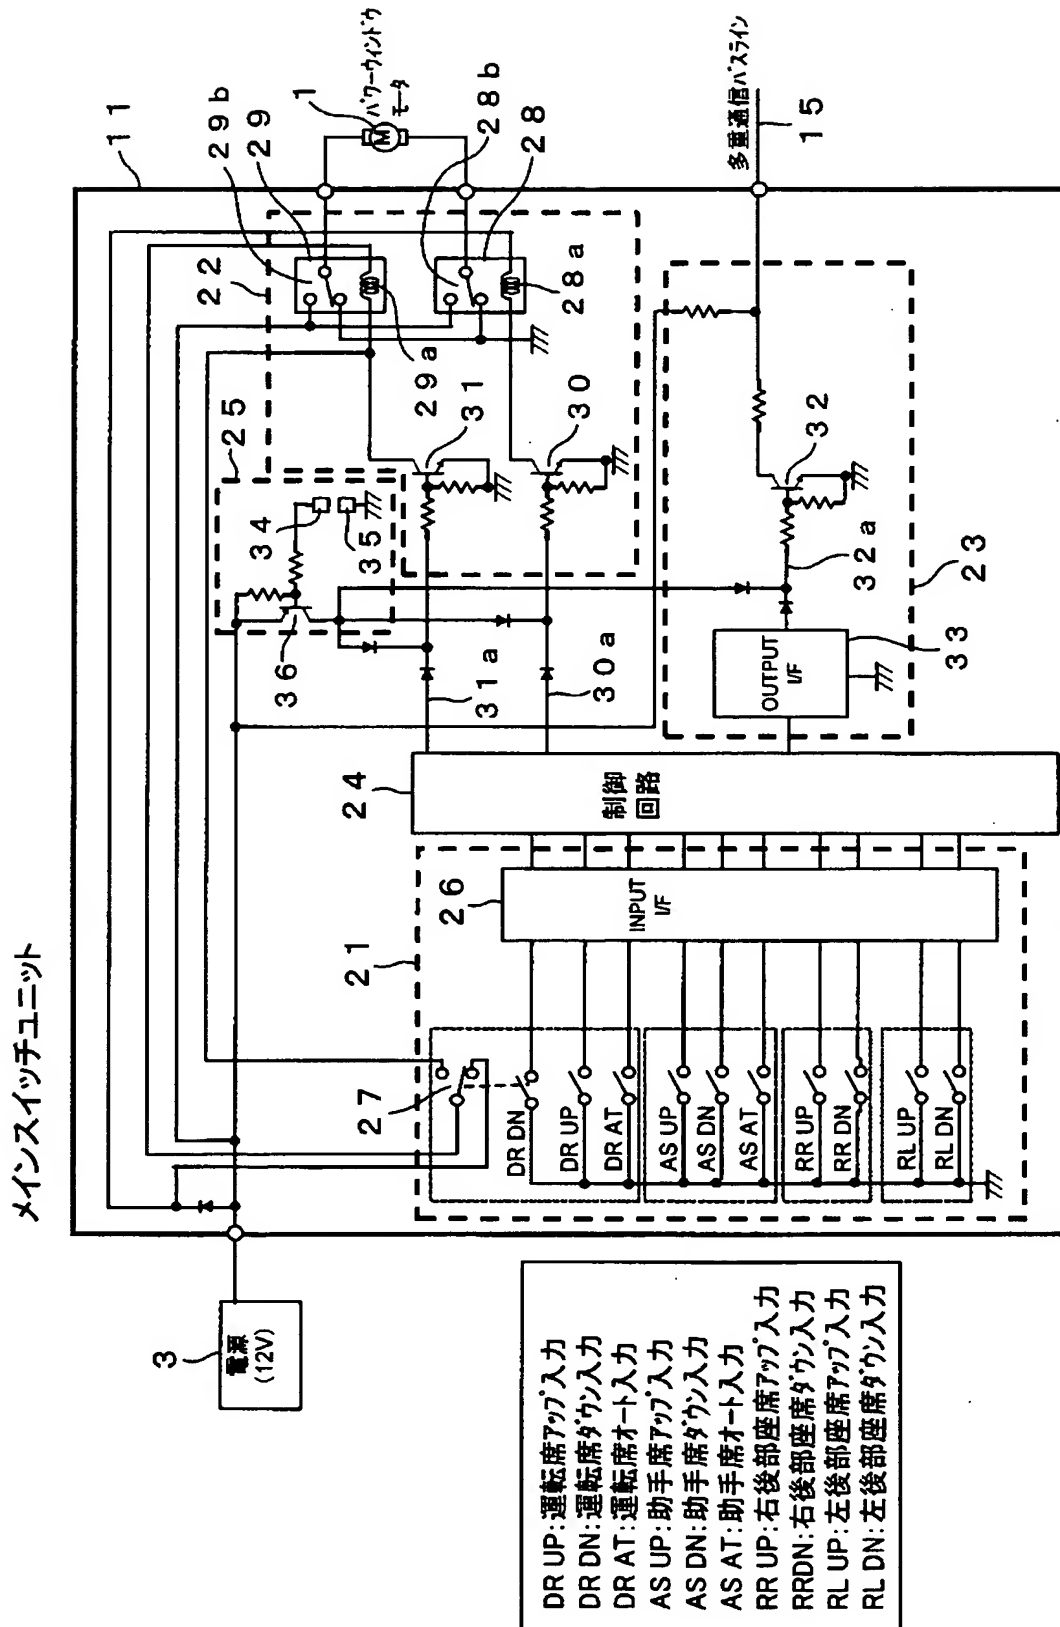 メインスイッチユニット
3
電源
(12V)
DR UP:運転席アップ入力
DR DN:運転席ダウン入力
DR AT:運転席オート入力
AS UP:助手席アップ入力
AS DN:助手席ダウン入力
AS AT:助手席オート入力
RR UP:右後部座席アップ入力
RRDN:右後部座席ダウン入力
RL UP:左後部座席アップ入力
RL DN:左後部座席ダウン入力
21
27
DR DN
DR UP
DR AT
AS UP
AS DN
AS AT
RR UP
RR DN
RL UP
RL DN
26
INPUT
I/F
24
制御
回路
36
34
35
25
31a
30a
31
30
22
29
29b
29a
28
28b
28a
11
1
M
パワーウィンドウ
モータ
OUTPUT
I/F
33
32a
32
23
多重通信バスライン
15